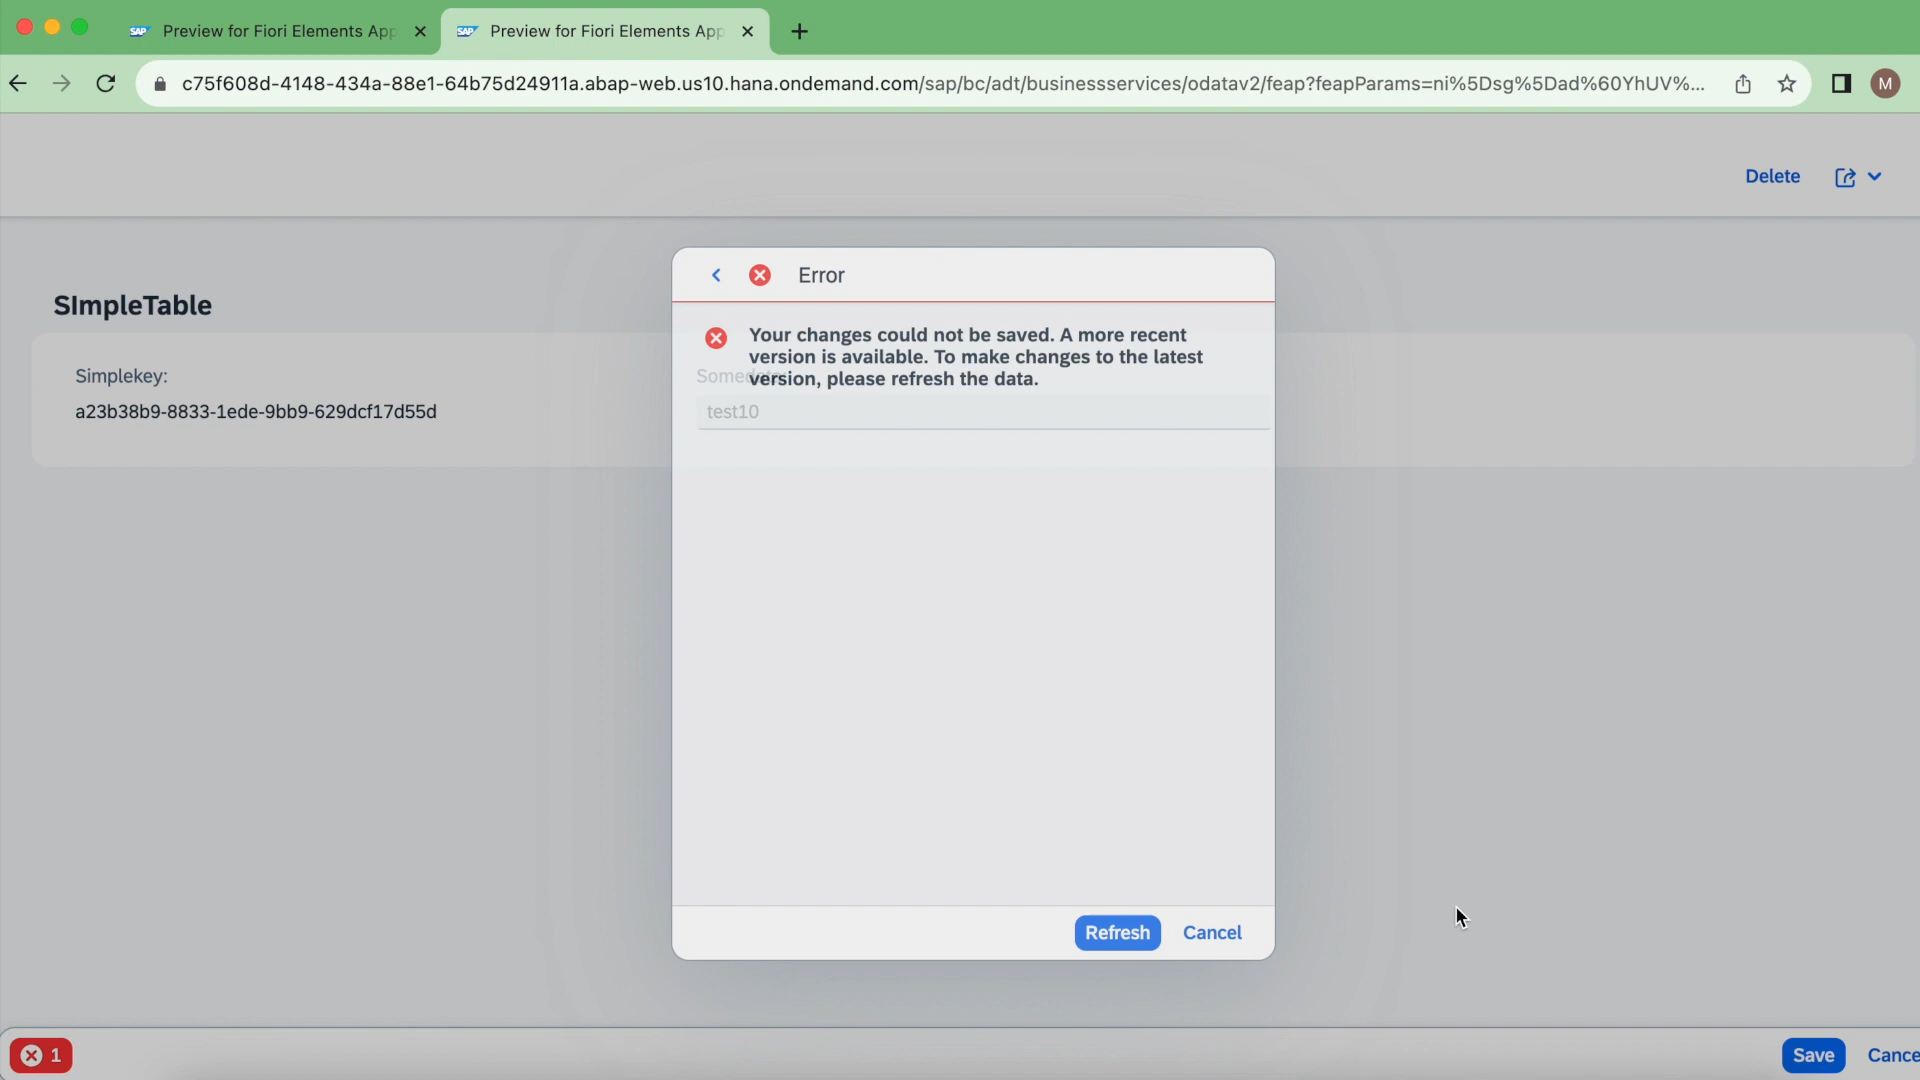 SAP Preview for Fiori Elements App
SAP Preview for Fiori Elements App
c75f608d-4148-434a-88e1-64b75d24911a.abap-web.us10.hana.ondemand.com/sap/bc/adt/businessservices/odatav2/feap?feapParams=ni%5Dsg%5Dad%60YhUV%...
M
Delete
Error
SImpleTable
Your changes could not be saved. A more recent
version is available. To make changes to the latest
version, please refresh the data.
Simplekey:
a23b38b9-8833-1ede-9bb9-629dcf17d55d
test10
Refresh
Cancel
1
Save
Cance